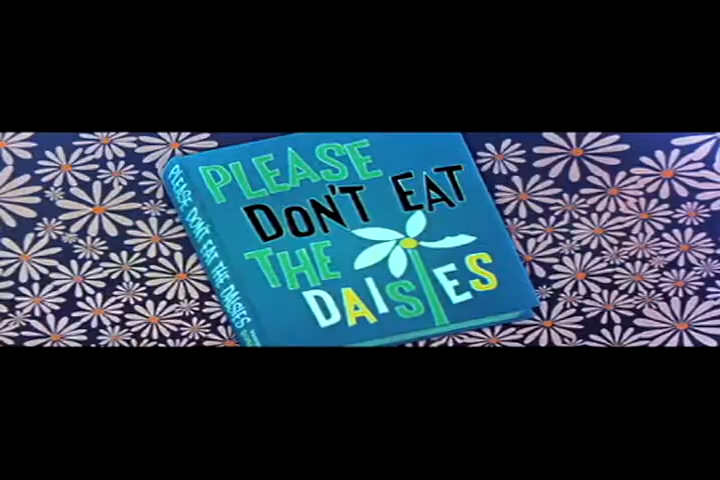 PLEASE
DON'T EAT
THE
DAISIES
PLEASE DON'T EAT THE DAISIES